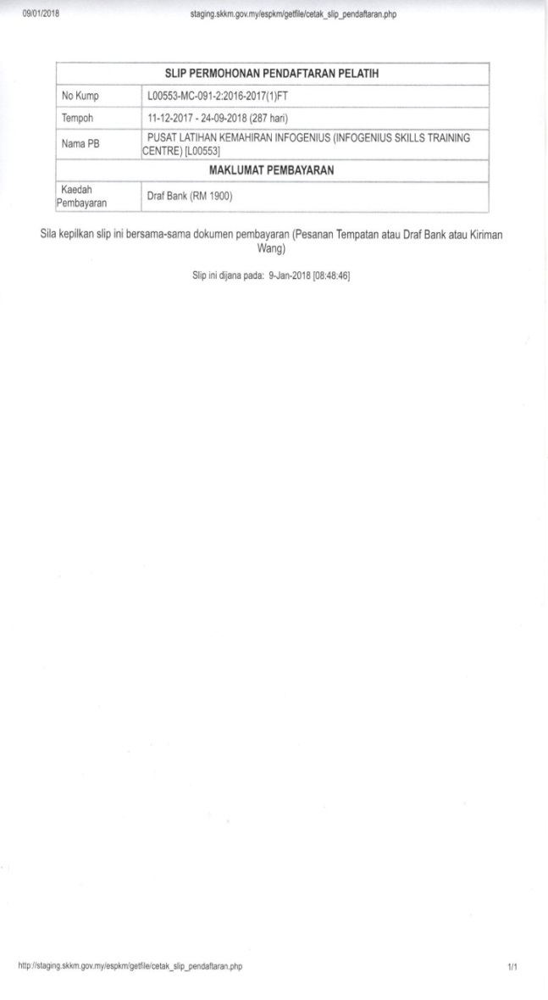 09/01/2018 staging.skkm.gov.my/espkm/getfile/cetak_slip_pendaftaran.php
SLIP PERMOHONAN PENDAFTARAN PELATIH
No Kump L00553-MC-091-2:2016-2017(1)FT
Tempoh 11-12-2017 - 24-09-2018 (287 hari)
Nama PB PUSAT LATIHAN KEMAHIRAN INFOGENIUS (INFOGENIUS SKILLS TRAINING
CENTRE) [L00553]
MAKLUMAT PEMBAYARAN
Kaedah
Pembayaran Draf Bank (RM 1900)
Sila kepilkan slip ini bersama-sama dokumen pembayaran (Pesanan Tempatan atau Draf Bank atau Kiriman
Wang)
Slip ini dijana pada: 9-Jan-2018 [08:48:46]
http://staging.skkm.gov.my/espkm/getfile/cetak_slip_pendaftaran.php 1/1